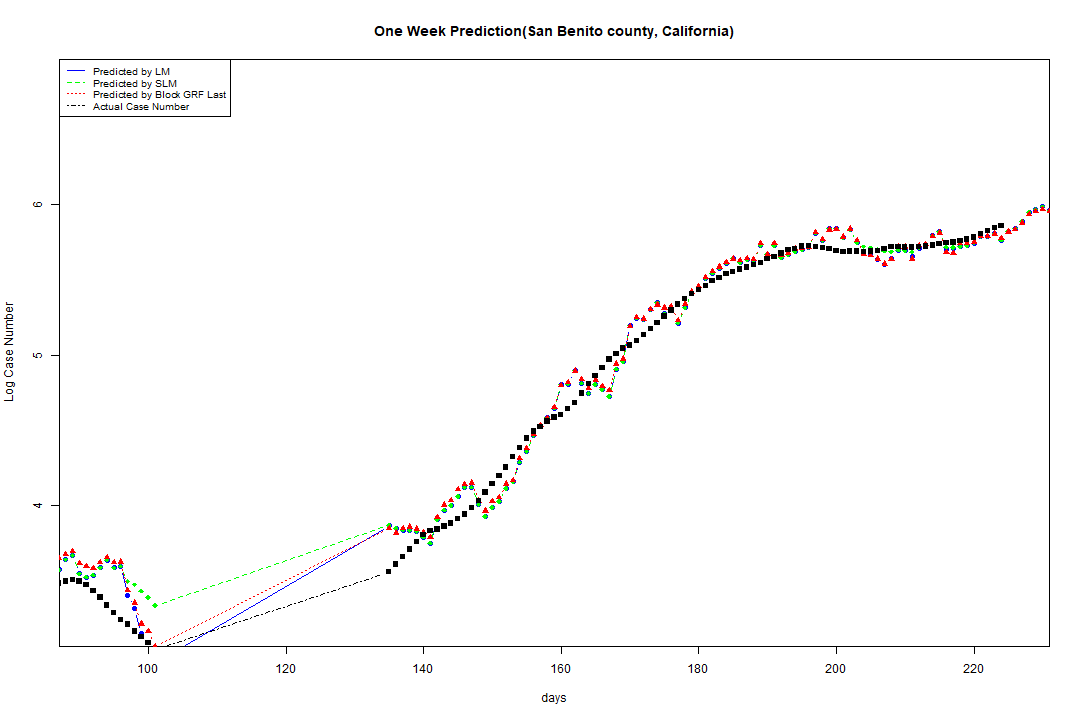 One Week Prediction(San Benito county, California)
Predicted by LM
Predicted by SLM
Predicted by Block GRF Last
Actual Case Number
6
5
4
Log Case Number
100 120 140 160 180 200 220
days